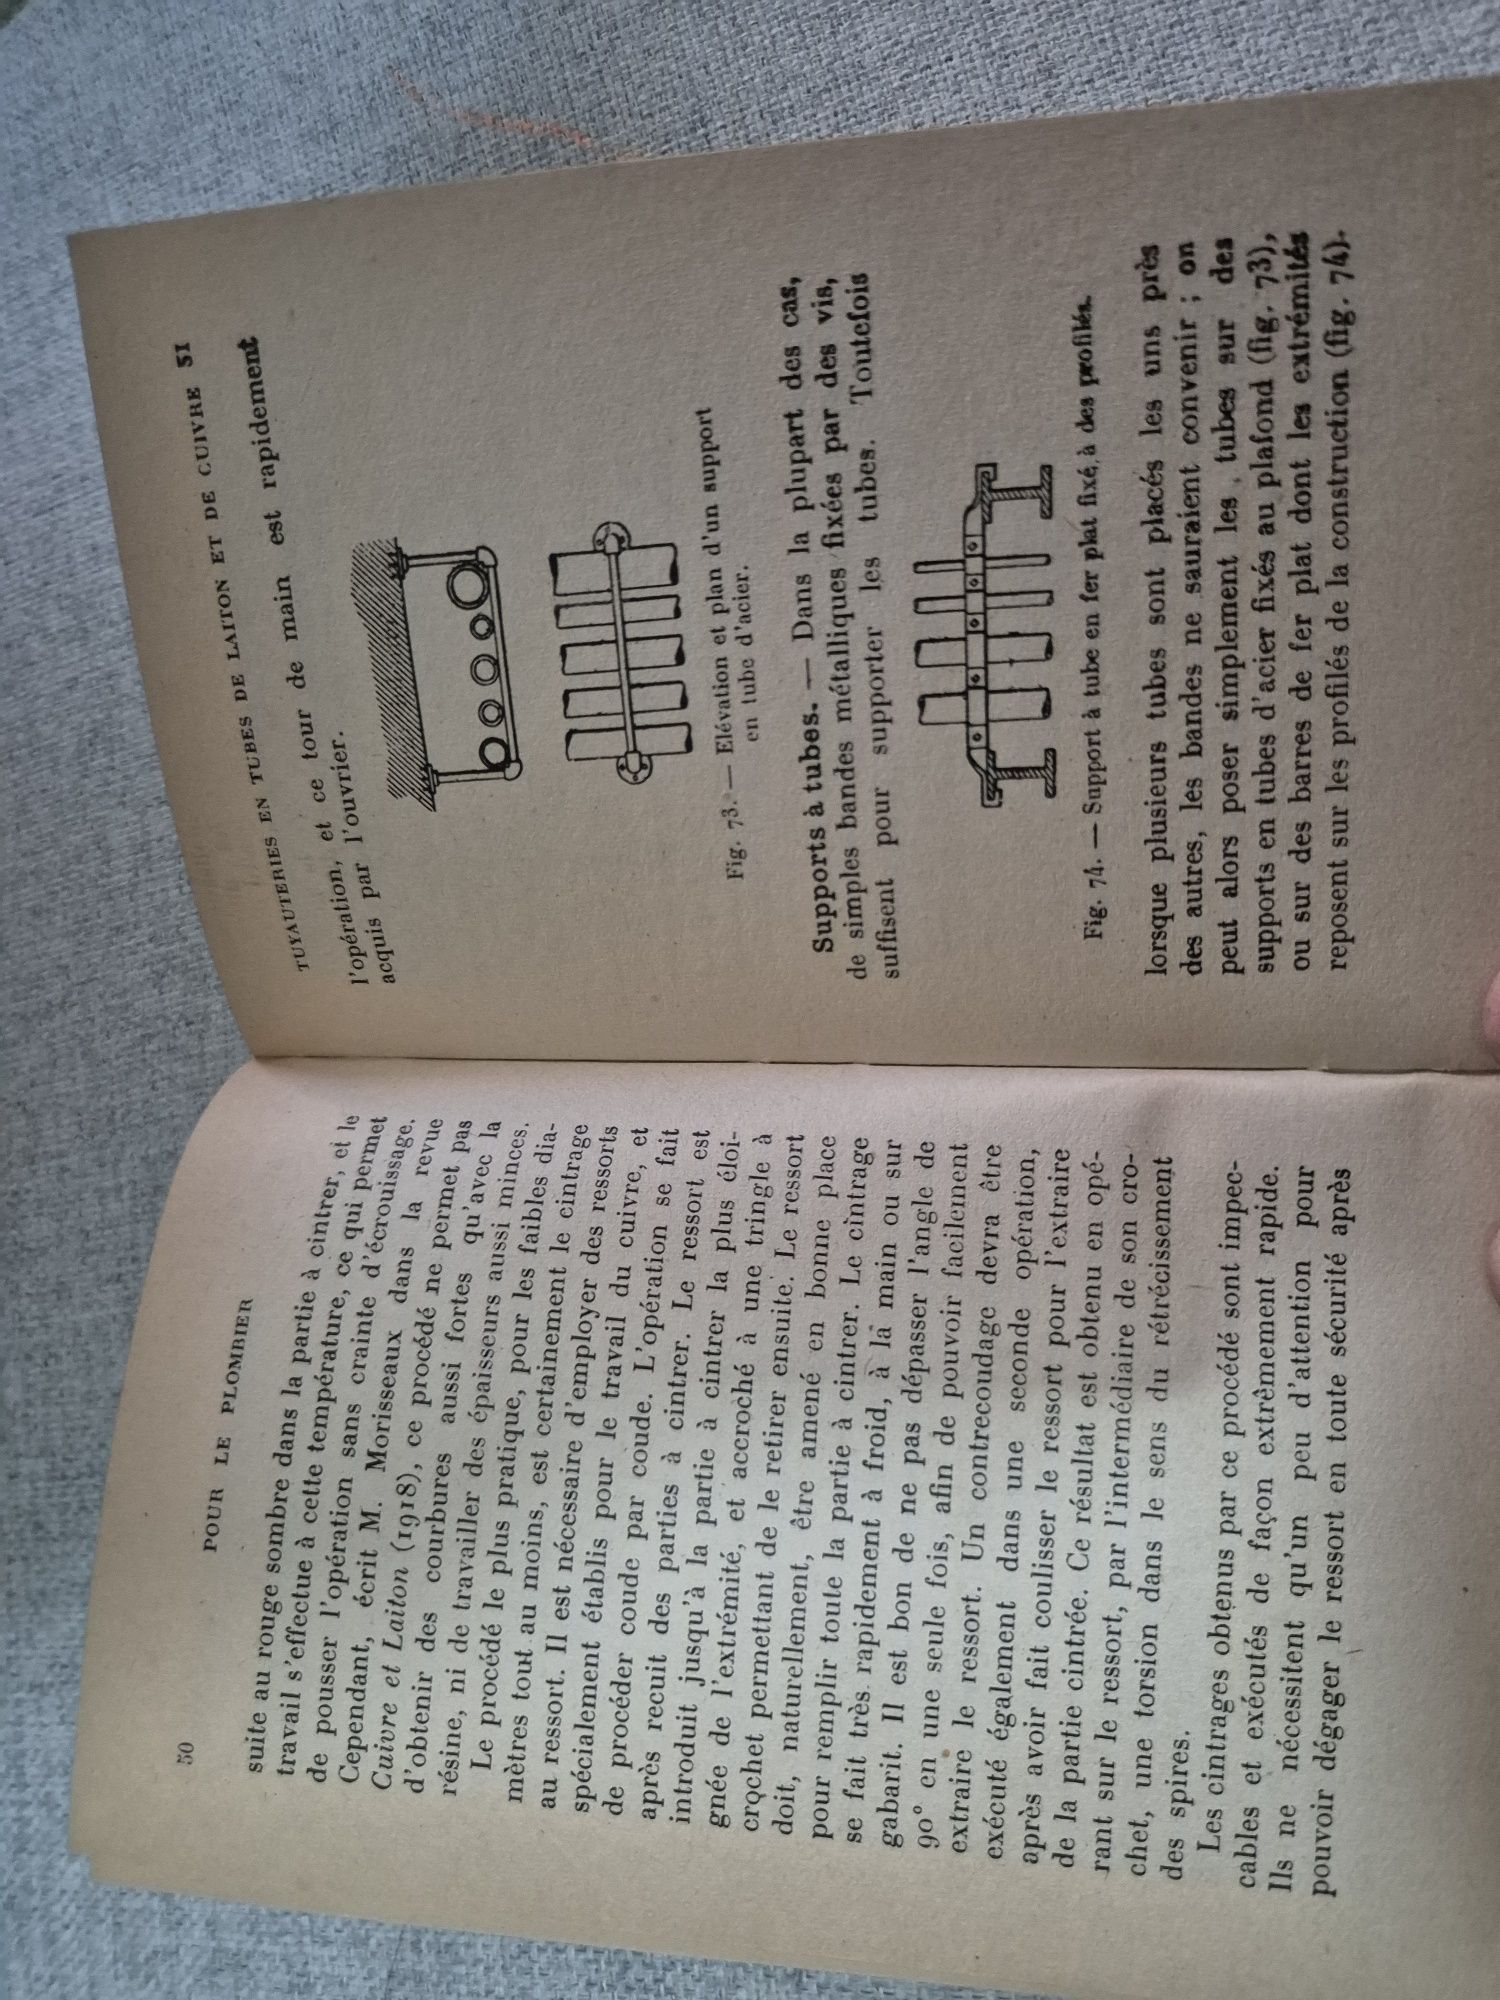 50
POUR LE PLOMBIER
suite au rouge sombre dans la partie à cintrer, et le
travail s'effectue à cette température, ce qui permet
de pousser l'opération sans crainte d'écrouissage.
Cependant, écrit M. Morisseaux dans la revue
Cuivre et Laiton (1918), ce procédé ne permet pas
d'obtenir des courbures aussi fortes qu'avec la
résine, ni de travailler des épaisseurs aussi minces.
Le procédé le plus pratique, pour les faibles dia-
mètres tout au moins, est certainement le cintrage
au ressort. Il est nécessaire d'employer des ressorts
spécialement établis pour le travail du cuivre, et
de procéder coude par coude. L'opération se fait
après recuit des parties à cintrer. Le ressort est
introduit jusqu'à la partie à cintrer la plus éloi-
gnée de l'extrémité, et accroché à une tringle à
crochet permettant de le retirer ensuite. Le ressort
doit, naturellement, être amené en bonne place
pour remplir toute la partie à cintrer. Le cintrage
se fait très rapidement à froid, à la main ou sur
gabarit. Il est bon de ne pas dépasser l'angle de
90° en une seule fois, afin de pouvoir facilement
extraire le ressort. Un contrecoudage devra être
exécuté également dans une seconde opération,
après avoir fait coulisser le ressort pour l'extraire
de la partie cintrée. Ce résultat est obtenu en opé-
rant sur le ressort, par l'intermédiaire de son cro-
chet, une torsion dans le sens du rétrécissement
des spires.
Les cintrages obtenus par ce procédé sont impec-
cables et exécutés de façon extrêmement rapide.
Ils ne nécessitent qu'un peu d'attention pour
pouvoir dégager le ressort en toute sécurité après
TUYAUTERIES EN TUBES DE LAITON ET DE CUIVRE 51
l'opération, et ce tour de main est rapidement
acquis par l'ouvrier.
Fig. 73. — Elévation et plan d'un support
en tube d'acier.
Supports à tubes. — Dans la plupart des cas,
de simples bandes métalliques fixées par des vis,
suffisent pour supporter les tubes. Toutefois
Fig. 74. — Support à tube en fer plat fixé à des profilés.
lorsque plusieurs tubes sont placés les uns près
des autres, les bandes ne sauraient convenir ; on
peut alors poser simplement les tubes sur des
supports en tubes d'acier fixés au plafond (fig. 73),
ou sur des barres de fer plat dont les extrémités
reposent sur les profilés de la construction (fig. 74).